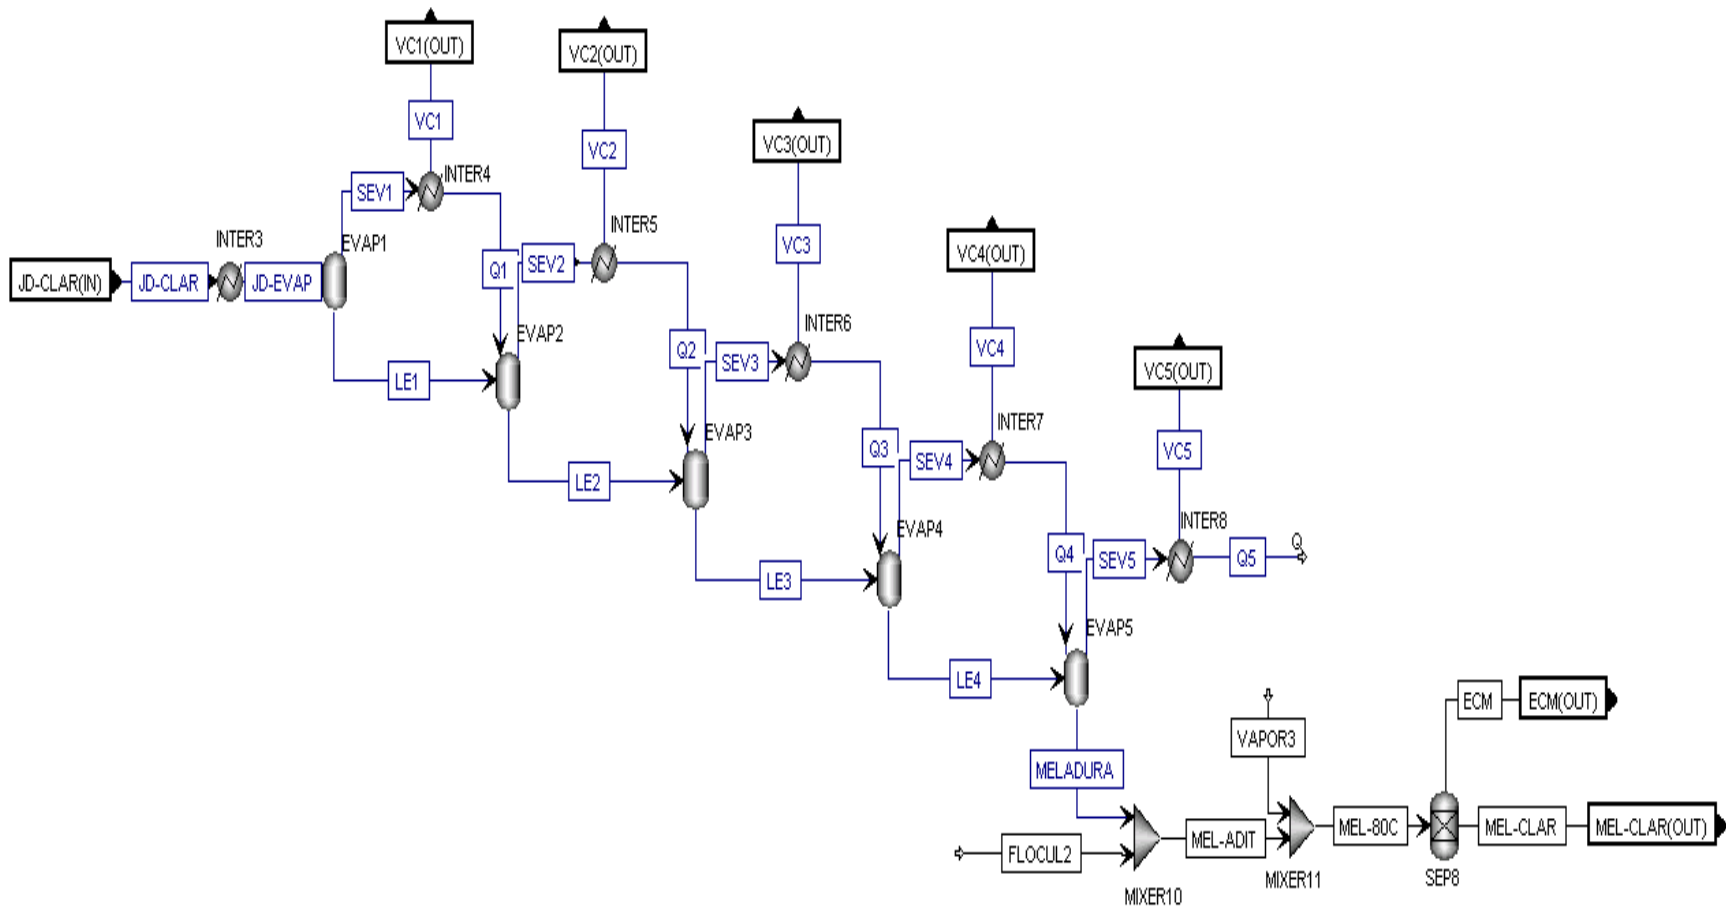 VC1(OUT)
VC2(OUT)
VC1
VC3(OUT)
VC2
INTER4
SEV1
INTER5
INTER3
EVAP1
VC3
VC4(OUT)
SEV2
Q1
JD-CLAR(IN)
JD-CLAR
JD-EVAP
INTER6
EVAP2
Q2
SEV3
VC4
VC5(OUT)
LE1
INTER7
EVAP3
Q3
VC5
SEV4
LE2
INTER8
EVAP4
Q
Q4
SEV5
Q5
LE3
EVAP5
LE4
ECM
ECM(OUT)
VAPOR3
MELADURA
MEL-80C
MEL-CLAR
MEL-CLAR(OUT)
MEL-ADIT
FLOCUL2
MIXER11
SEP8
MIXER10